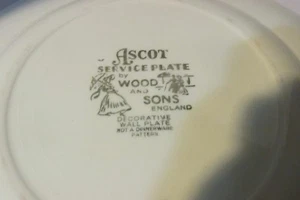 ASCOT
SERVICE PLATE
by
WOOD
AND
SONS
ENGLAND
DECORATIVE
WALL PLATE
NOT A DINNERWARE
PATTERN